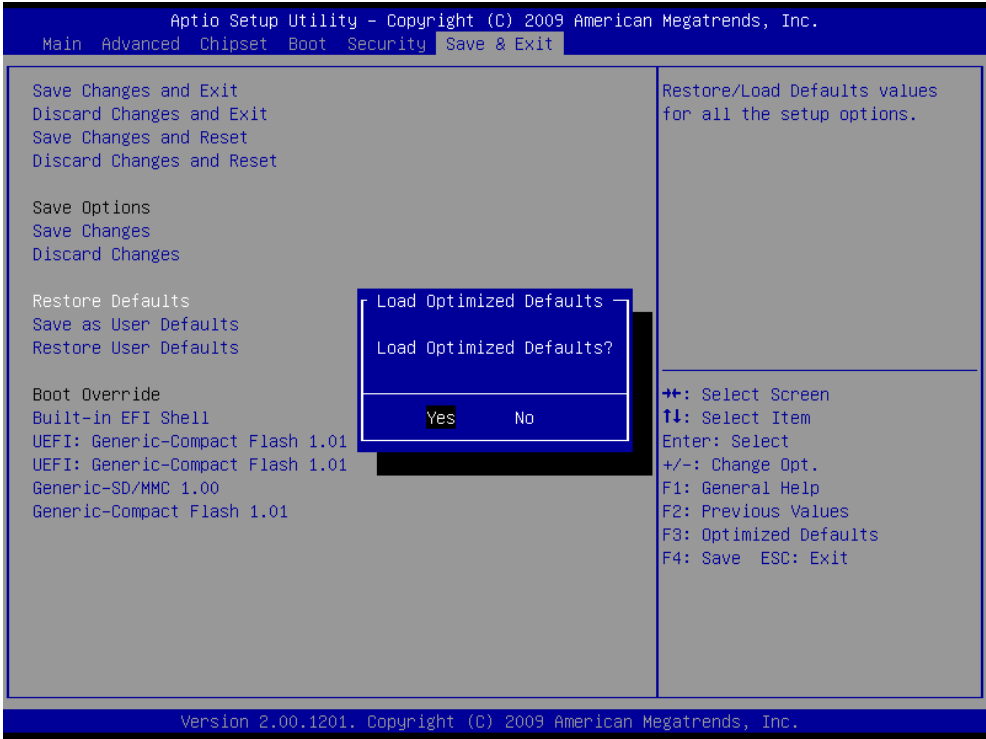 Aptio Setup Utility – Copyright (C) 2009 American Megatrends, Inc.
Main Advanced Chipset Boot Security Save & Exit
Save Changes and Exit
Discard Changes and Exit
Save Changes and Reset
Discard Changes and Reset
Save Options
Save Changes
Discard Changes
Restore Defaults
Save as User Defaults
Restore User Defaults
Boot Override
Built-in EFI Shell
UEFI: Generic-Compact Flash 1.01
UEFI: Generic-Compact Flash 1.01
Generic-SD/MMC 1.00
Generic-Compact Flash 1.01
Load Optimized Defaults
Load Optimized Defaults?
Yes No
Restore/Load Defaults values
for all the setup options.
→←: Select Screen
↑↓: Select Item
Enter: Select
+/-: Change Opt.
F1: General Help
F2: Previous Values
F3: Optimized Defaults
F4: Save ESC: Exit
Version 2.00.1201. Copyright (C) 2009 American Megatrends, Inc.